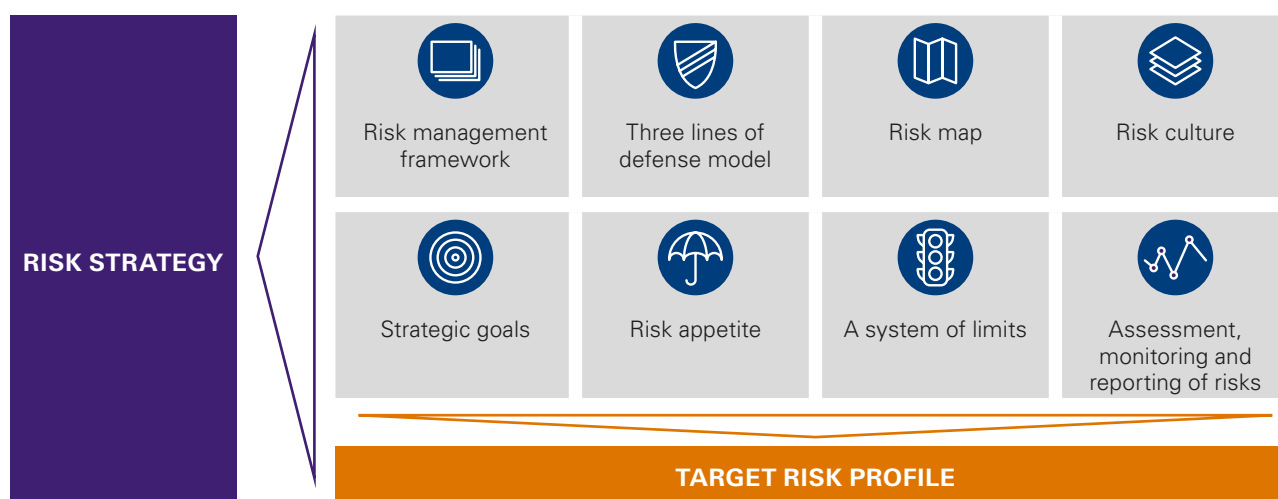 RISK STRATEGY
Risk management
framework
Three lines of
defense model
Risk map
Risk culture
Strategic goals
Risk appetite
A system of limits
Assessment,
monitoring and
reporting of risks
TARGET RISK PROFILE